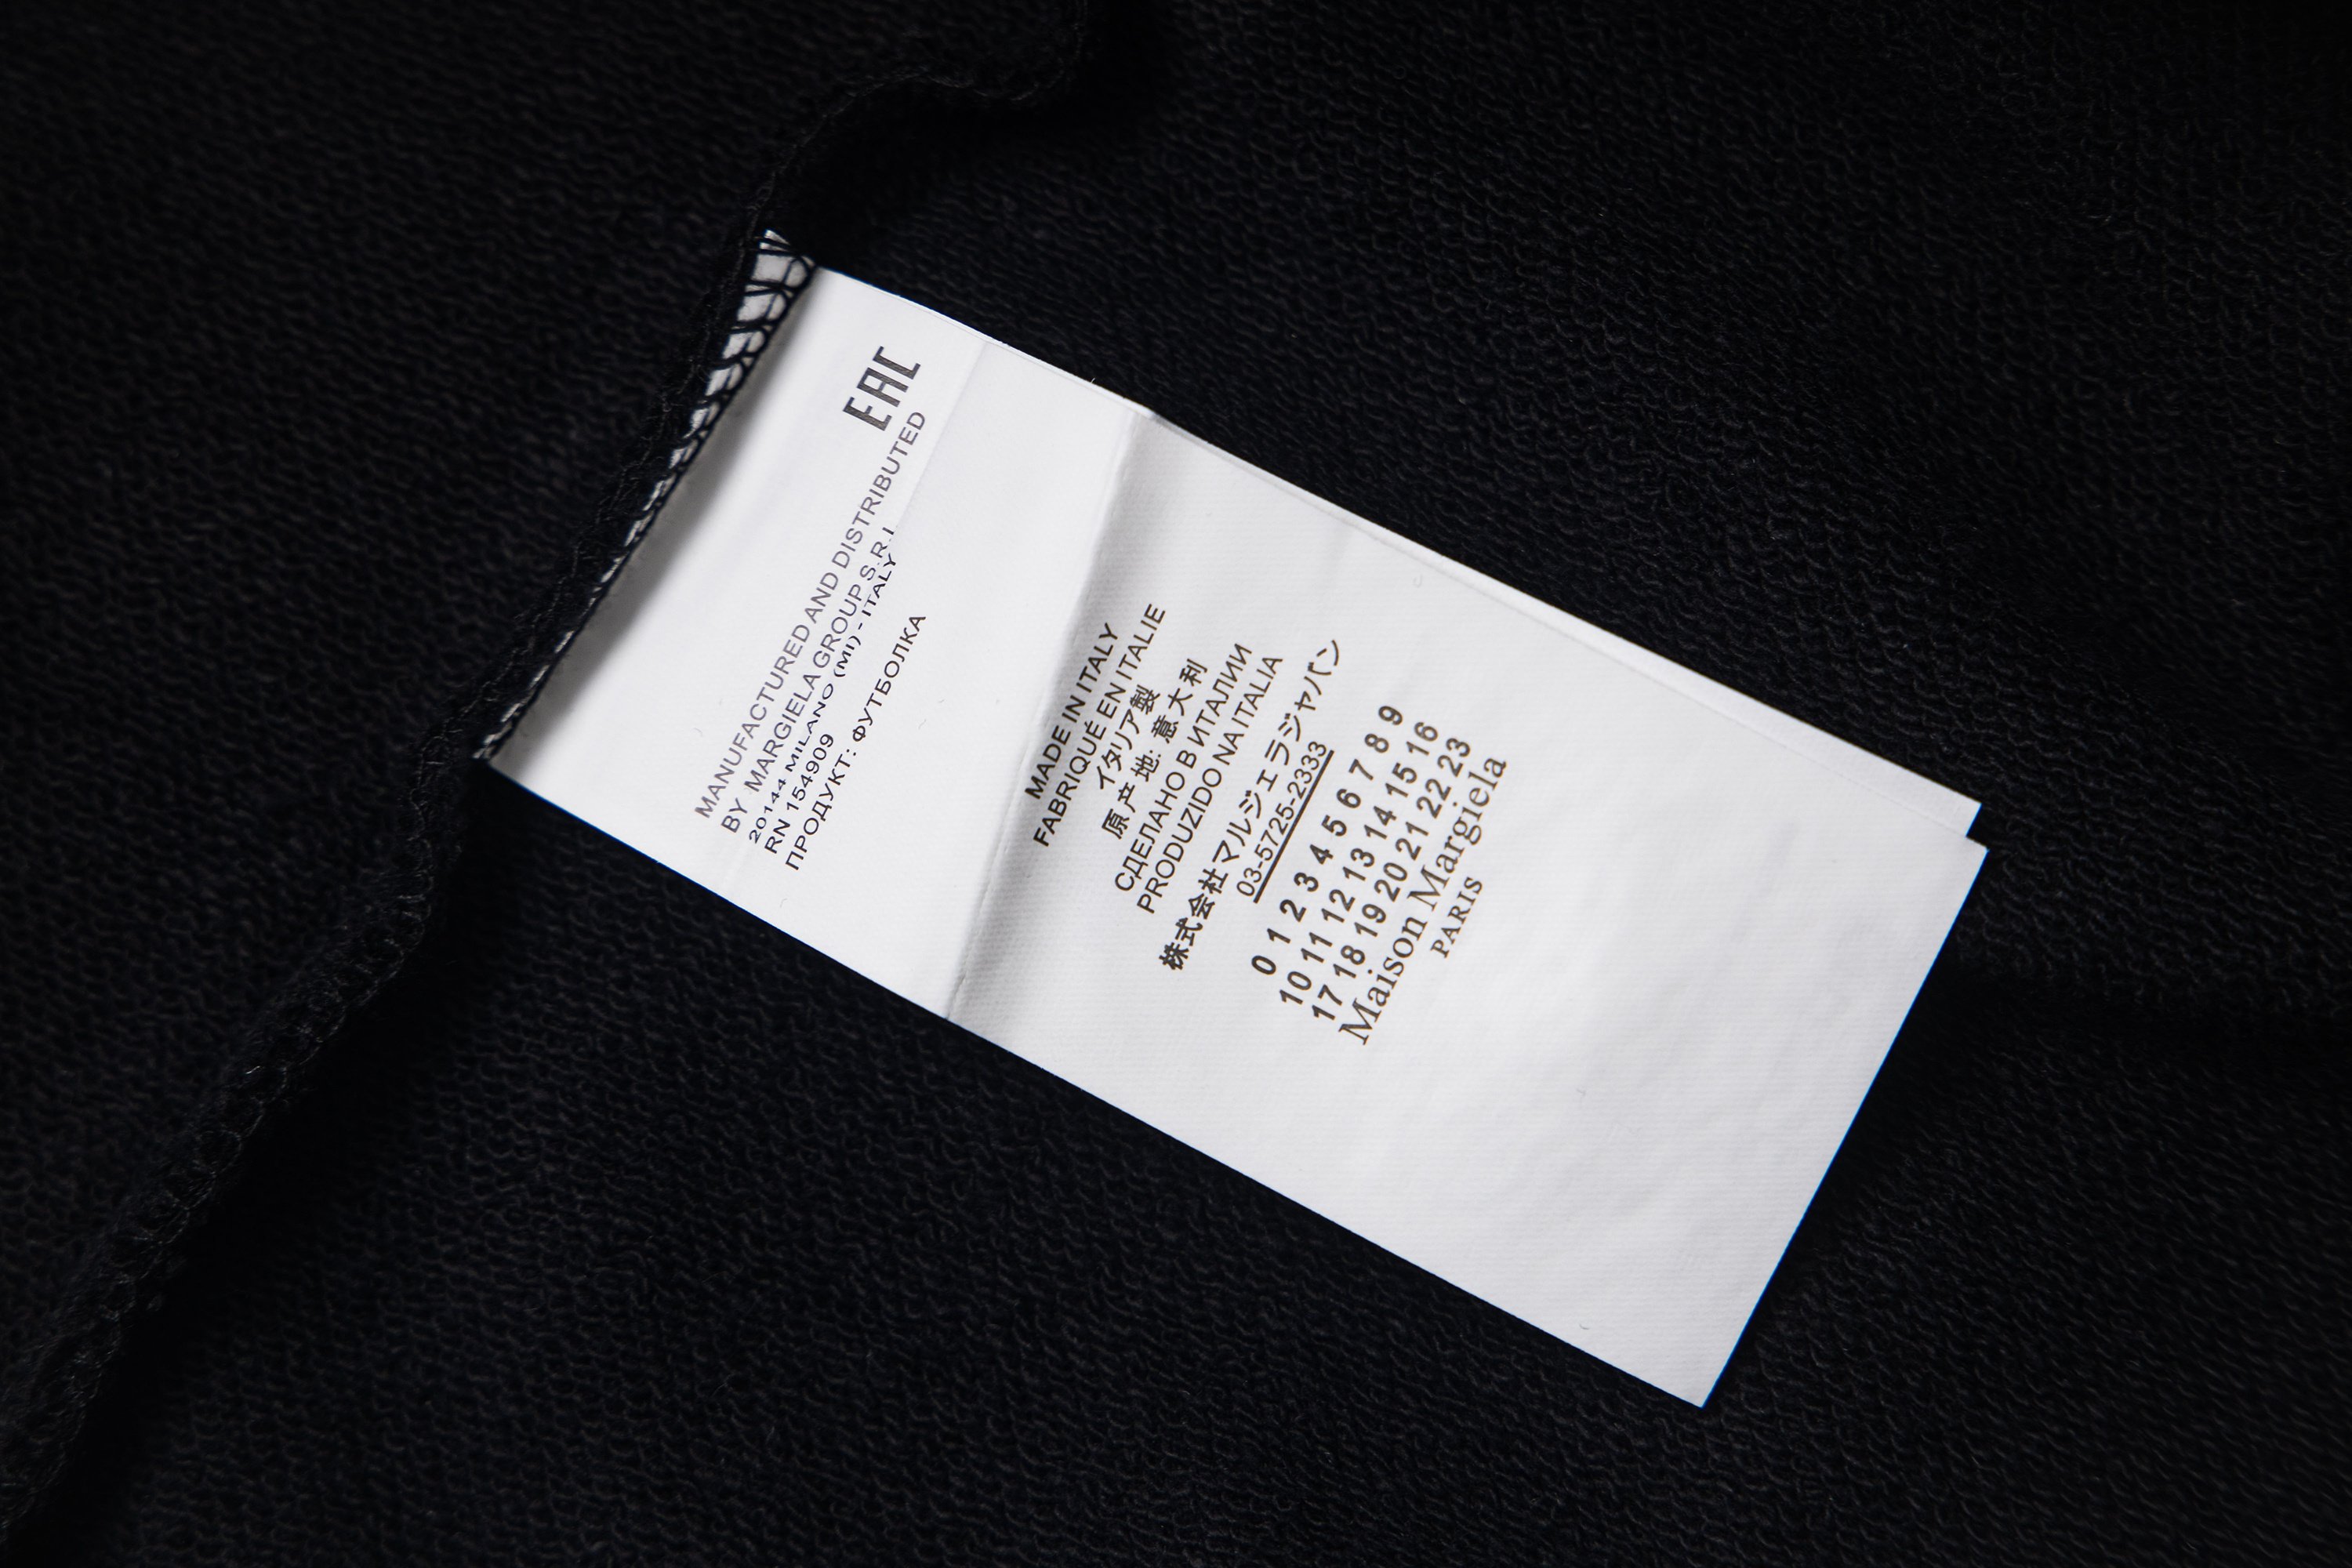 EAC
MANUFACTURED AND DISTRIBUTED
BY MARGIELA GROUP S.R.L
20144 MILANO (MI) - ITALY
RN 154909
ПРОДУКТ: ФУТБОЛКА
MADE IN ITALY
FABRIQUÉ EN ITALIE
イタリア製
原产地: 意大利
СДЕЛАНО В ИТАЛИИ
PRODUZIDO NA ITALIA
株式会社マルジェラジャパン
03-5725-2333
0 1 2 3 4 5 6 7 8 9
10 11 12 13 14 15 16
17 18 19 20 21 22 23
Maison Margiela
PARIS